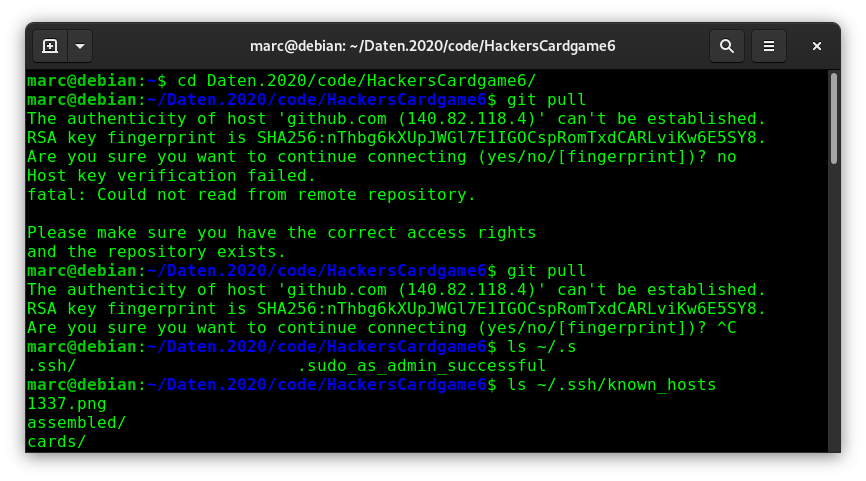 marc@debian: ~/Daten.2020/code/HackersCardgame6
marc@debian:~$ cd Daten.2020/code/HackersCardgame6/
marc@debian:~/Daten.2020/code/HackersCardgame6$ git pull
The authenticity of host 'github.com (140.82.118.4)' can't be established.
RSA key fingerprint is SHA256:nThbg6kXUpJWGl7E1IGOCspRomTxdCARLviKw6E5SY8.
Are you sure you want to continue connecting (yes/no/[fingerprint])? no
Host key verification failed.
fatal: Could not read from remote repository.
Please make sure you have the correct access rights
and the repository exists.
marc@debian:~/Daten.2020/code/HackersCardgame6$ git pull
The authenticity of host 'github.com (140.82.118.4)' can't be established.
RSA key fingerprint is SHA256:nThbg6kXUpJWGl7E1IGOCspRomTxdCARLviKw6E5SY8.
Are you sure you want to continue connecting (yes/no/[fingerprint])? ^C
marc@debian:~/Daten.2020/code/HackersCardgame6$ ls ~/.s
.ssh/ .sudo_as_admin_successful
marc@debian:~/Daten.2020/code/HackersCardgame6$ ls ~/.ssh/known_hosts
1337.png
assembled/
cards/